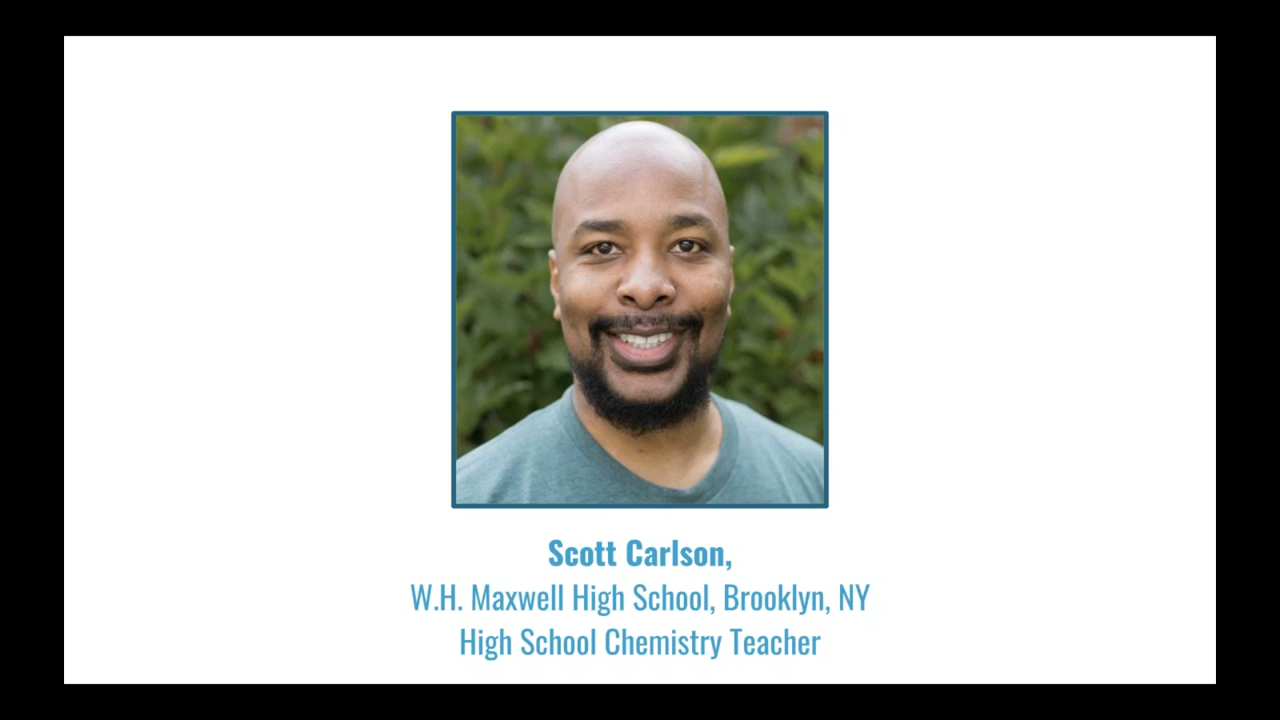 Scott Carlson,
W.H. Maxwell High School, Brooklyn, NY
High School Chemistry Teacher